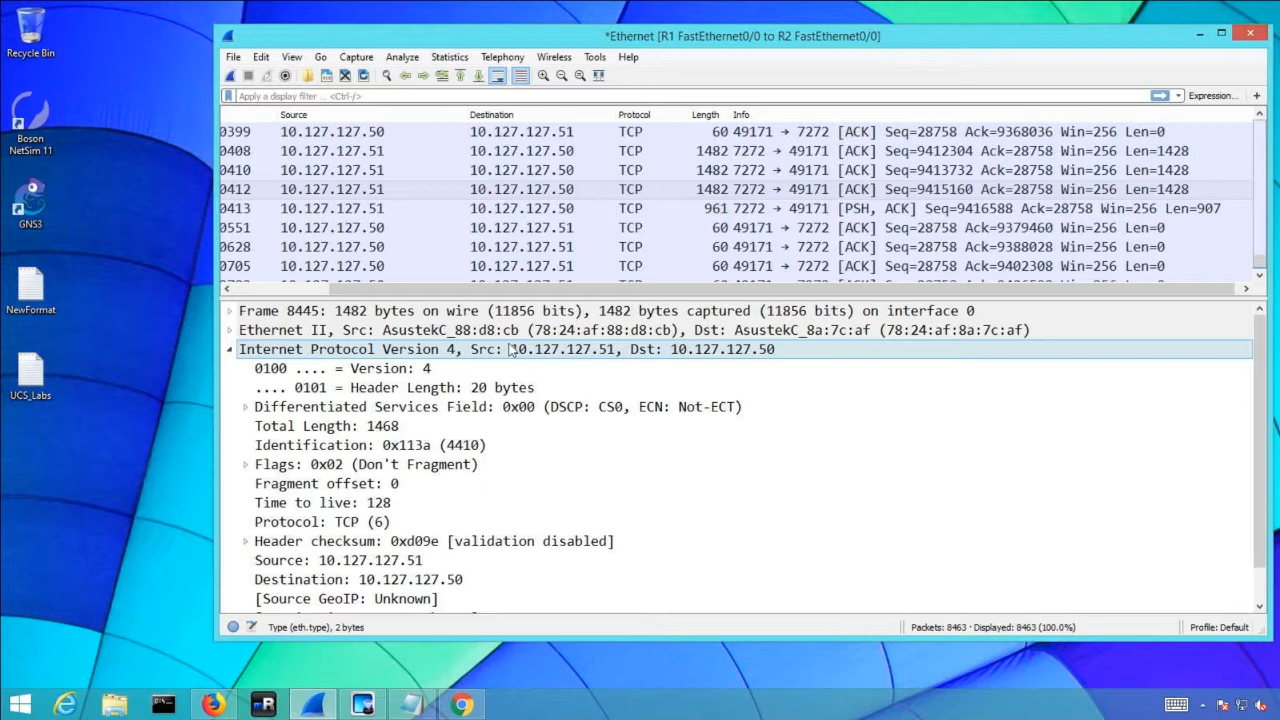 Recycle Bin
Boson
NetSim 11
GNS3
NewFormat
UCS_Labs
*Ethernet [R1 FastEthernet0/0 to R2 FastEthernet0/0]
File Edit View Go Capture Analyze Statistics Telephony Wireless Tools Help
Apply a display filter ... <Ctrl-/> Expression... +
Source Destination Protocol Length Info
0399 10.127.127.50 10.127.127.51 TCP 60 49171 → 7272 [ACK] Seq=28758 Ack=9368036 Win=256 Len=0
0408 10.127.127.51 10.127.127.50 TCP 1482 7272 → 49171 [ACK] Seq=9412304 Ack=28758 Win=256 Len=1428
0410 10.127.127.51 10.127.127.50 TCP 1482 7272 → 49171 [ACK] Seq=9413732 Ack=28758 Win=256 Len=1428
0412 10.127.127.51 10.127.127.50 TCP 1482 7272 → 49171 [ACK] Seq=9415160 Ack=28758 Win=256 Len=1428
0413 10.127.127.51 10.127.127.50 TCP 961 7272 → 49171 [PSH, ACK] Seq=9416588 Ack=28758 Win=256 Len=907
0551 10.127.127.50 10.127.127.51 TCP 60 49171 → 7272 [ACK] Seq=28758 Ack=9379460 Win=256 Len=0
0628 10.127.127.50 10.127.127.51 TCP 60 49171 → 7272 [ACK] Seq=28758 Ack=9388028 Win=256 Len=0
0705 10.127.127.50 10.127.127.51 TCP 60 49171 → 7272 [ACK] Seq=28758 Ack=9402308 Win=256 Len=0
Frame 8445: 1482 bytes on wire (11856 bits), 1482 bytes captured (11856 bits) on interface 0
Ethernet II, Src: AsustekC_88:d8:cb (78:24:af:88:d8:cb), Dst: AsustekC_8a:7c:af (78:24:af:8a:7c:af)
Internet Protocol Version 4, Src: 10.127.127.51, Dst: 10.127.127.50
0100 .... = Version: 4
.... 0101 = Header Length: 20 bytes
Differentiated Services Field: 0x00 (DSCP: CS0, ECN: Not-ECT)
Total Length: 1468
Identification: 0x113a (4410)
Flags: 0x02 (Don't Fragment)
Fragment offset: 0
Time to live: 128
Protocol: TCP (6)
Header checksum: 0xd09e [validation disabled]
Source: 10.127.127.51
Destination: 10.127.127.50
[Source GeoIP: Unknown]
Type (eth.type), 2 bytes Packets: 8463 · Displayed: 8463 (100.0%) Profile: Default